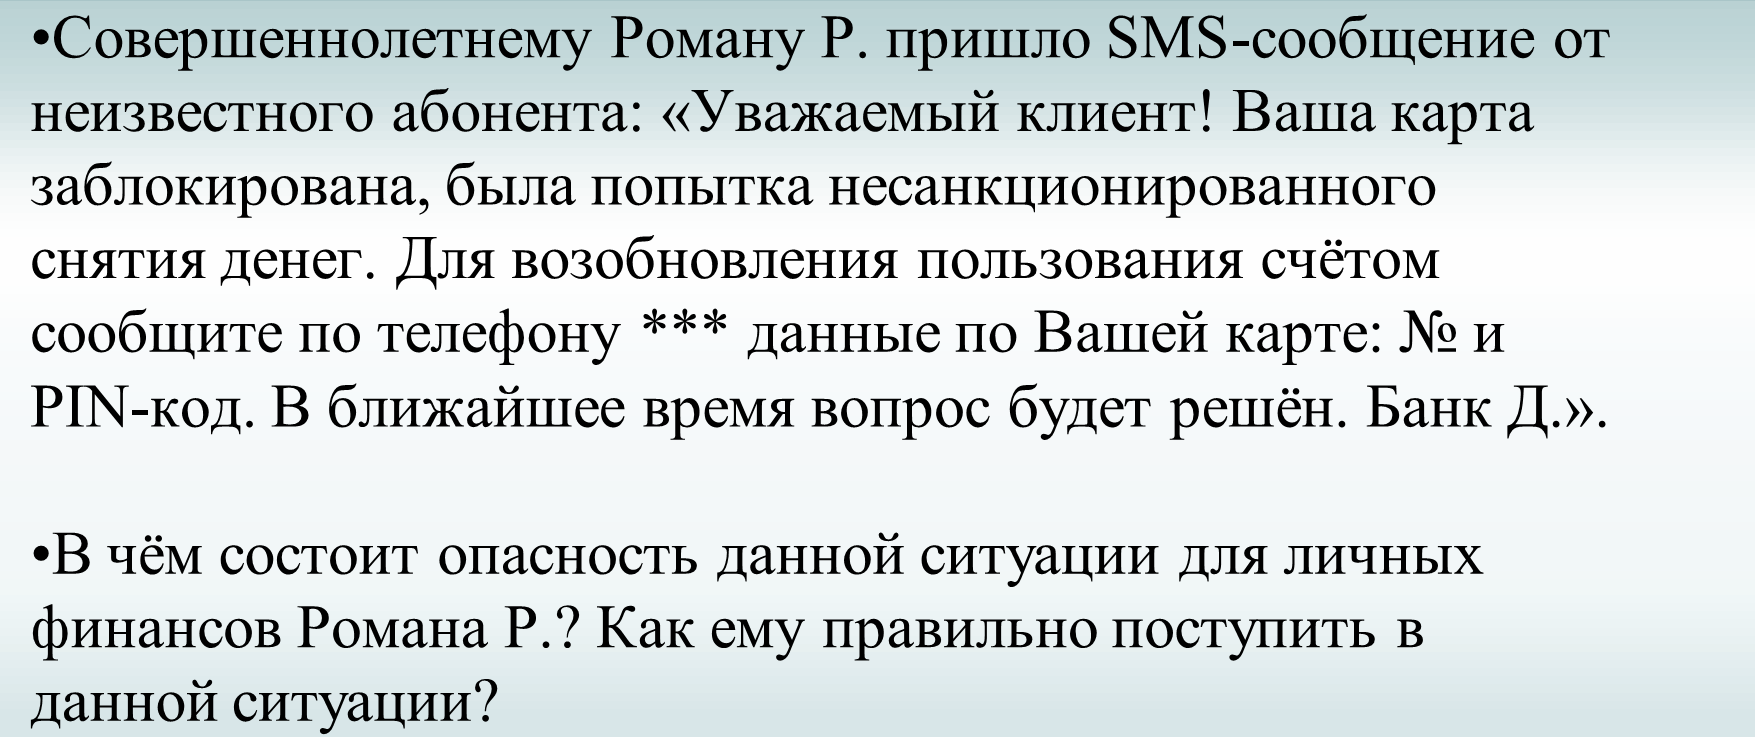 •Совершеннолетнему Роману Р. пришло SMS-сообщение от
неизвестного абонента: «Уважаемый клиент! Ваша карта
заблокирована, была попытка несанкционированного
снятия денег. Для возобновления пользования счётом
сообщите по телефону *** данные по Вашей карте: № и
PIN-код. В ближайшее время вопрос будет решён. Банк Д.».
•В чём состоит опасность данной ситуации для личных
финансов Романа Р.? Как ему правильно поступить в
данной ситуации?